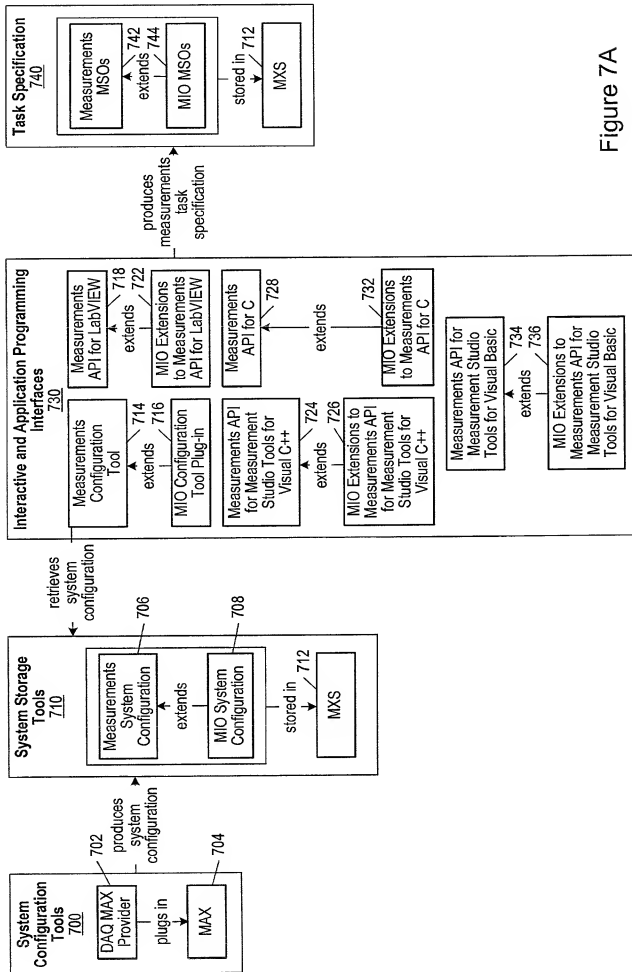 System
Configuration
Tools
700
DAQ MAX
Provider
702
plugs in
MAX
704
produces
system
configuration
System Storage
Tools
710
Measurements
System
Configuration
706
extends
MIO System
Configuration
708
stored in
712
MXS
retrieves
system
configuration
Interactive and Application Programming
Interfaces
730
Measurements
Configuration
Tool
714
extends
716
MIO Configuration
Tool Plug-in
Measurements
API for LabVIEW
718
extends
722
MIO Extensions
to Measurements
API for LabVIEW
Measurements API
for Measurement
Studio Tools for
Visual C++
724
extends
726
MIO Extensions to
Measurements API
for Measurement
Studio Tools for
Visual C++
Measurements
API for C
728
extends
732
MIO Extensions
to Measurements
API for C
Measurements API for
Measurement Studio
Tools for Visual Basic
734
extends
736
MIO Extensions to
Measurements API for
Measurement Studio
Tools for Visual Basic
produces
measurements
task
specification
Task Specification
740
Measurements
MSOs
742
extends
744
MIO MSOs
stored in
712
MXS
Figure 7A